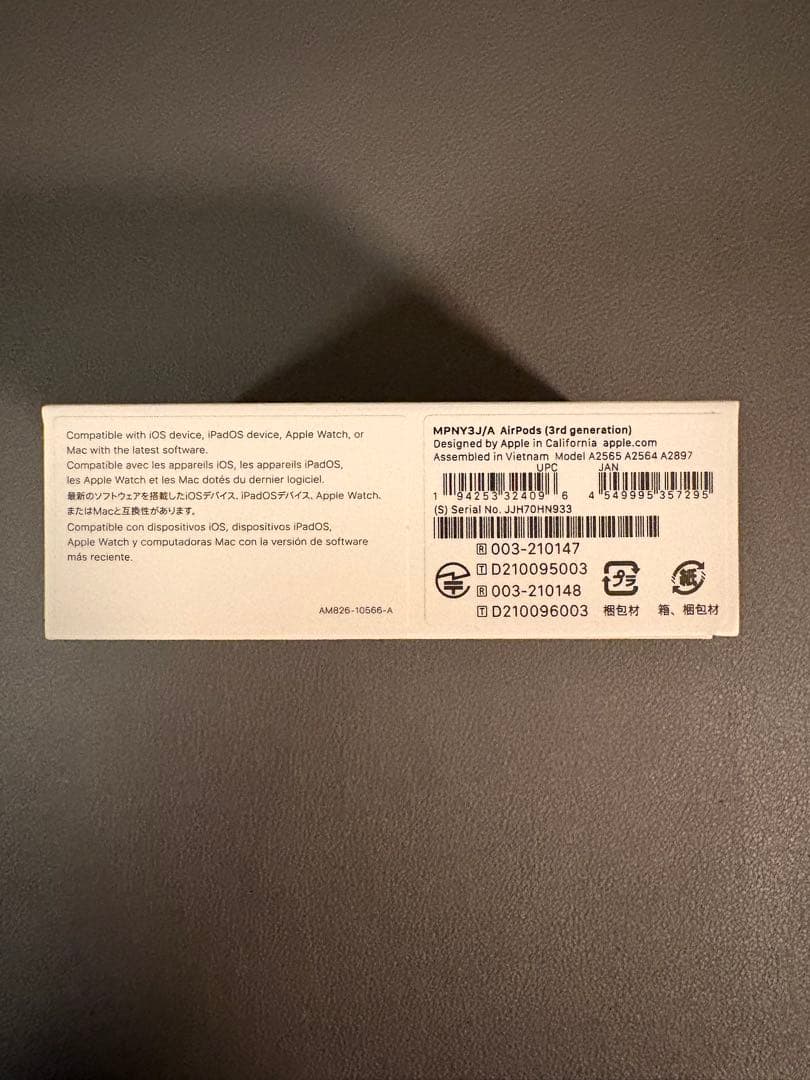 Compatible with iOS device, iPadOS device, Apple Watch, or
Mac with the latest software.
Compatible avec les appareils iOS, les appareils iPadOS,
les Apple Watch et les Mac dotés du dernier logiciel.
最新のソフトウェアを搭載したiOSデバイス、iPadOSデバイス、Apple Watch、
またはMacと互換性があります。
Compatible con dispositivos iOS, dispositivos iPadOS,
Apple Watch y computadoras Mac con la versión de software
más reciente.
AM826-10566-A
MPNY3J/A AirPods (3rd generation)
Designed by Apple in California apple.com
Assembled in Vietnam Model A2565 A2564 A2897
UPC JAN
1 94253 32409 6 4 549995 357295
(S) Serial No. JJH70HN933
R 003-210147
T D210095003
R 003-210148
T D210096003
プラ 紙
梱包材 箱、梱包材